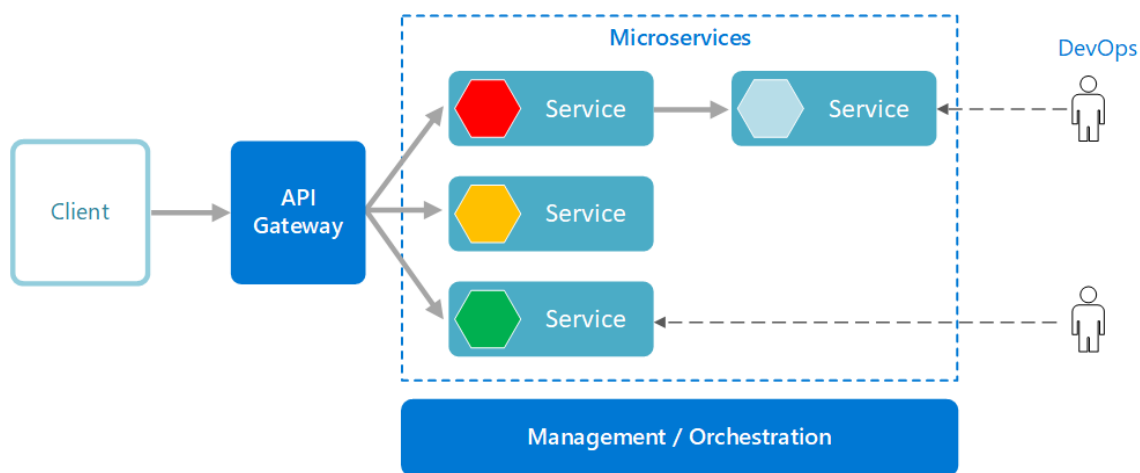 Microservices
DevOps
Service
Service
Client
API
Gateway
Service
Service
Management / Orchestration